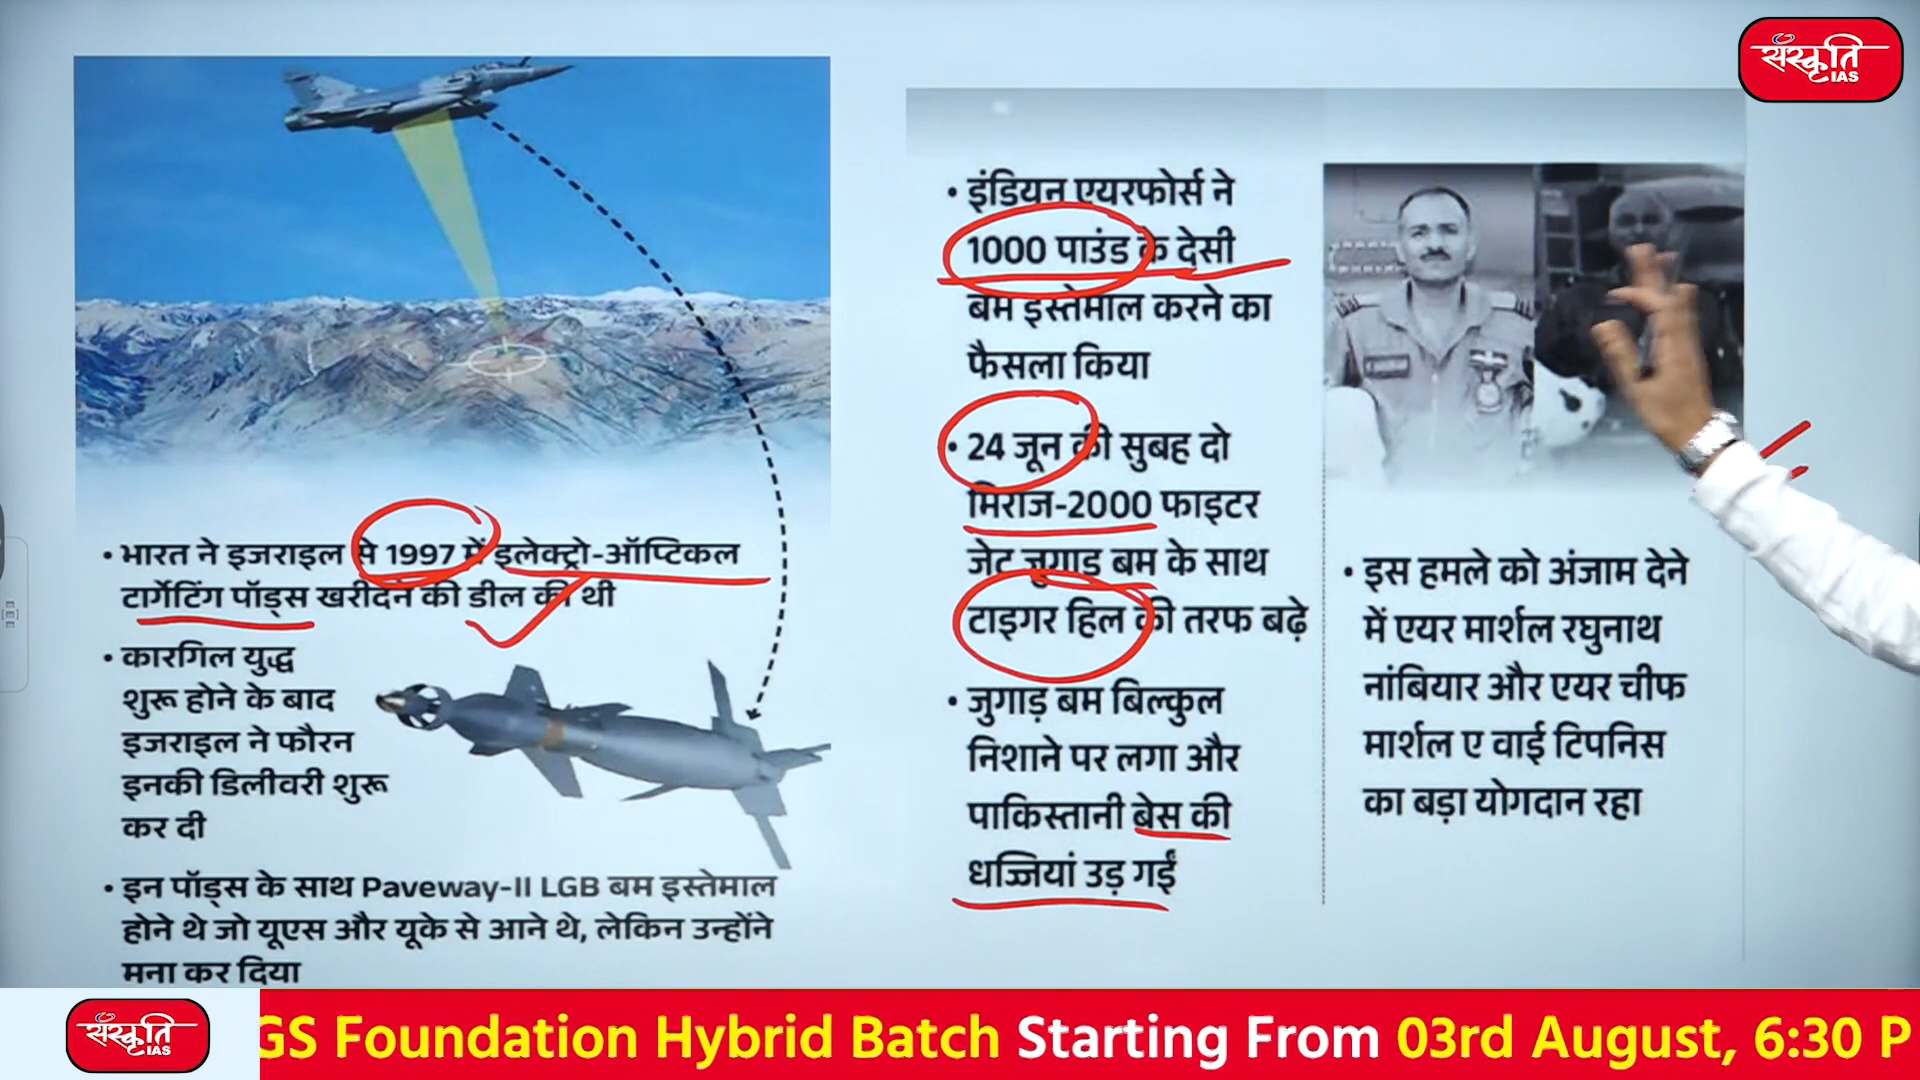 संस्कृति
IAS
• भारत ने इजराइल से 1997 में इलेक्ट्रो-ऑप्टिकल
टार्गेटिंग पॉड्स खरीदने की डील की थी
• कारगिल युद्ध
शुरू होने के बाद
इजराइल ने फौरन
इनकी डिलीवरी शुरू
कर दी
• इन पॉड्स के साथ Paveway-II LGB बम इस्तेमाल
होने थे जो यूएस और यूके से आने थे, लेकिन उन्होंने
मना कर दिया
• इंडियन एयरफोर्स ने
1000 पाउंड के देसी
बम इस्तेमाल करने का
फैसला किया
• 24 जून की सुबह दो
मिराज-2000 फाइटर
जेट जुगाड़ बम के साथ
टाइगर हिल की तरफ बढ़े
• जुगाड़ बम बिल्कुल
निशाने पर लगा और
पाकिस्तानी बेस की
धज्जियां उड़ गईं
• इस हमले को अंजाम देने
में एयर मार्शल रघुनाथ
नांबियार और एयर चीफ
मार्शल ए वाई टिपनिस
का बड़ा योगदान रहा
संस्कृति
IAS
GS Foundation Hybrid Batch Starting From 03rd August, 6:30 P